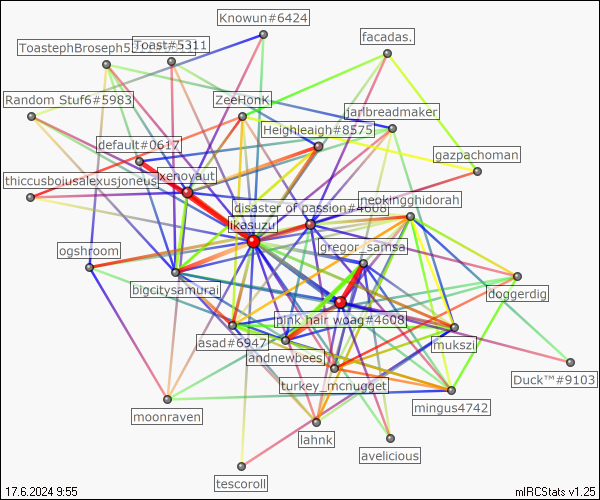 Knowun#6424
facadas.
Toast#5311
ZeeHonK
Random Stuf6#5983
jarlbreadmaker
Heighleaigh#8575
default#0617
gazpachoman
xenoyaut
thiccusboiusalexusjoneus
neokingghidorah
disaster of passion#4608
likasuzu
gregor_samsa
ogshroom
bigcitysamurai
doggerdig
pink hair woag#4608
asad#6947
mukszi
andnewbees
Duck™#9103
turkey_mcnugget
mingus4742
moonraven
lahnk
avelicious
tescoroll
17.6.2024 9:55
mIRCStats v1.25